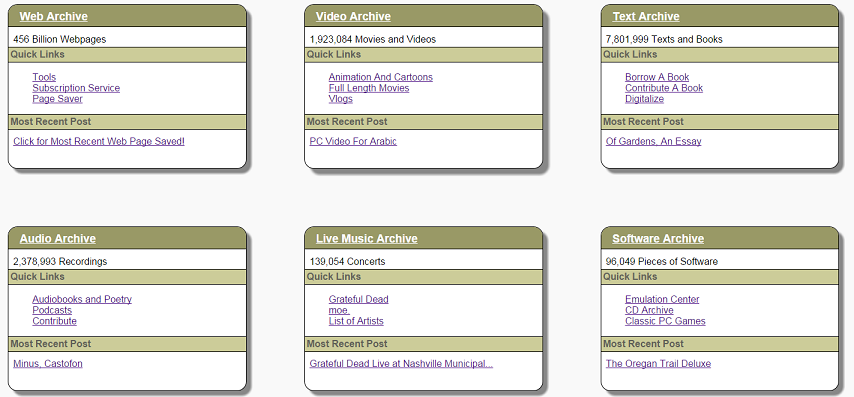 Web Archive
456 Billion Webpages
Quick Links
Tools
Subscription Service
Page Saver
Most Recent Post
Click for Most Recent Web Page Saved!
Video Archive
1,923,084 Movies and Videos
Quick Links
Animation And Cartoons
Full Length Movies
Vlogs
Most Recent Post
PC Video For Arabic
Text Archive
7,801,999 Texts and Books
Quick Links
Borrow A Book
Contribute A Book
Digitalize
Most Recent Post
Of Gardens, An Essay
Audio Archive
2,378,993 Recordings
Quick Links
Audiobooks and Poetry
Podcasts
Contribute
Most Recent Post
Minus, Castofon
Live Music Archive
139,054 Concerts
Quick Links
Grateful Dead
moe.
List of Artists
Most Recent Post
Grateful Dead Live at Nashville Municipal...
Software Archive
96,049 Pieces of Software
Quick Links
Emulation Center
CD Archive
Classic PC Games
Most Recent Post
The Oregan Trail Deluxe